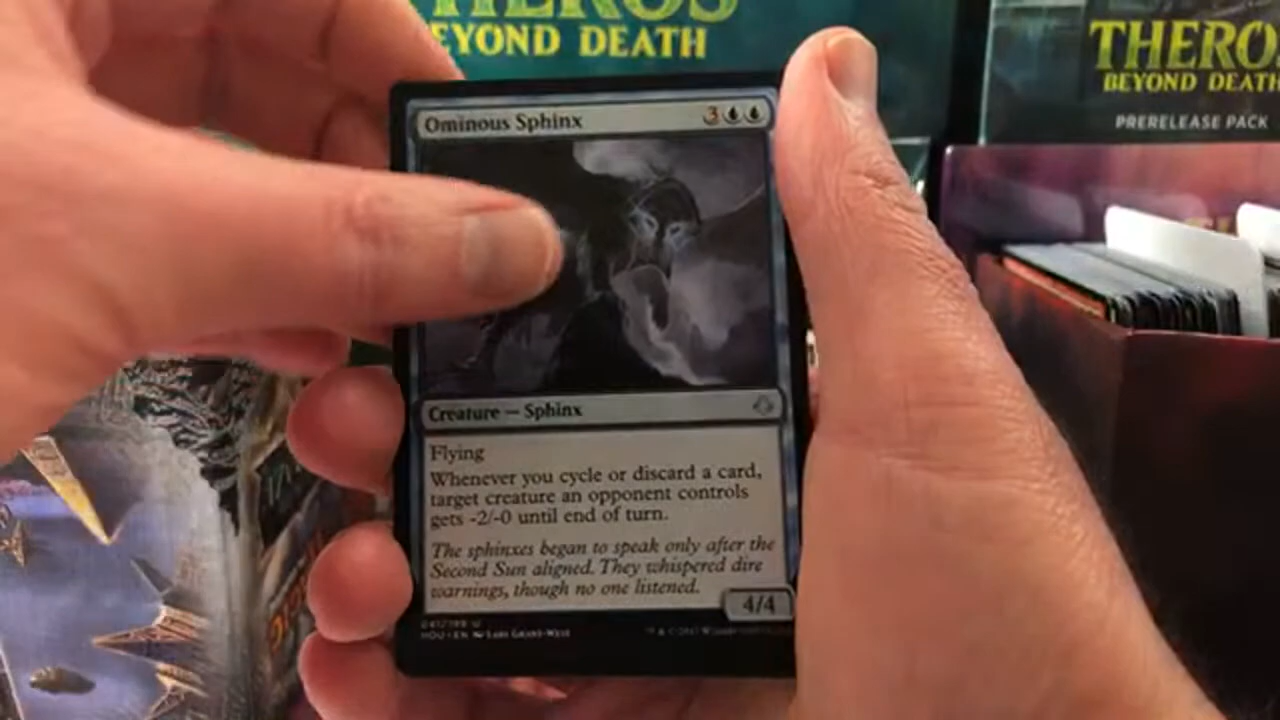 THEROS
BEYOND DEATH
THEROS
BEYOND DEATH
PRERELEASE PACK
Ominous Sphinx
3
Creature — Sphinx
Flying
Whenever you cycle or discard a card,
target creature an opponent controls
gets -2/-0 until end of turn.
The sphinxes began to speak only after the
Second Sun aligned. They whispered dire
warnings, though no one listened.
4/4
HOU • EN